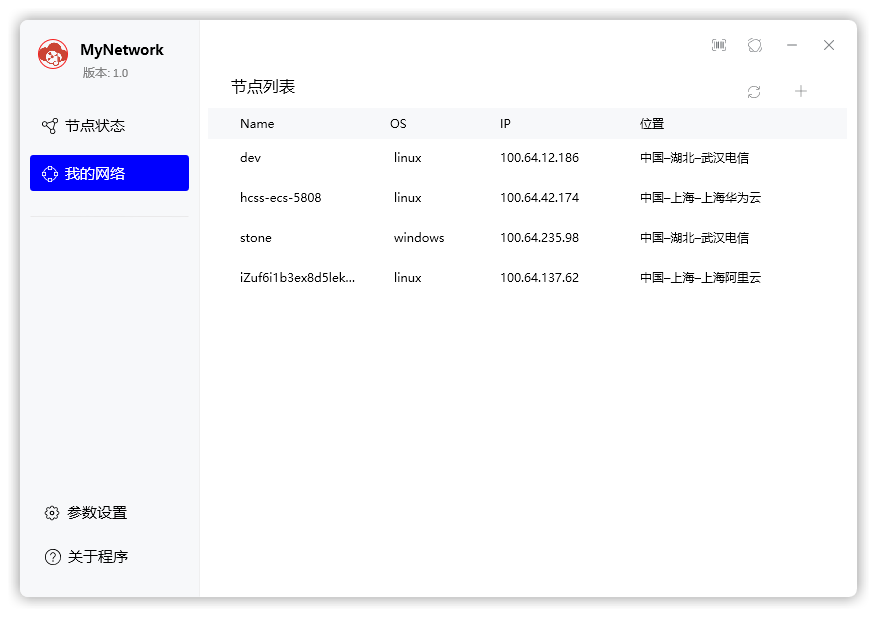 MyNetwork
版本: 1.0
节点状态
我的网络
参数设置
关于程序
节点列表
Name OS IP 位置
dev linux 100.64.12.186 中国–湖北–武汉电信
hcss-ecs-5808 linux 100.64.42.174 中国–上海–上海华为云
stone windows 100.64.235.98 中国–湖北–武汉电信
iZuf6i1b3ex8d5lek... linux 100.64.137.62 中国–上海–上海阿里云